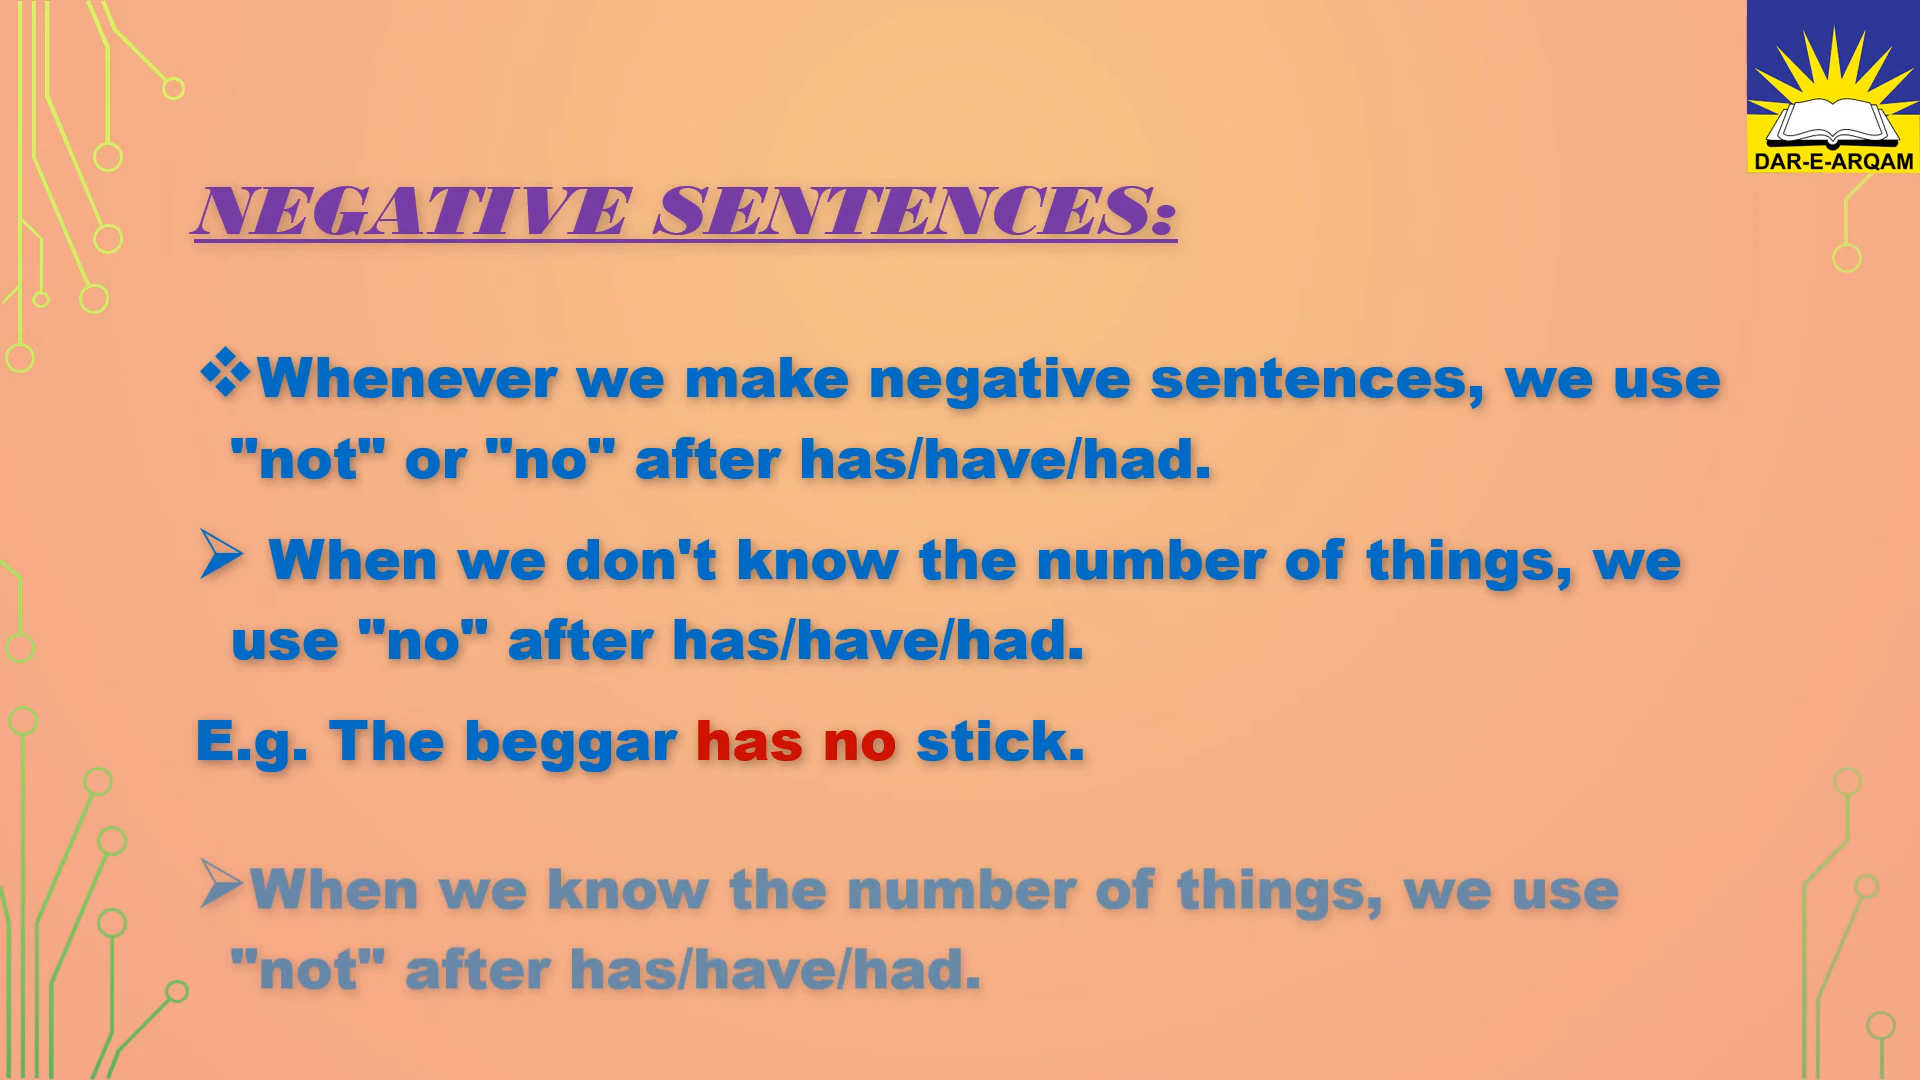 DAR-E-ARQAM
NEGATIVE SENTENCES:
❖Whenever we make negative sentences, we use
"not" or "no" after has/have/had.
➢ When we don't know the number of things, we
use "no" after has/have/had.
E.g. The beggar has no stick.
➢When we know the number of things, we use
"not" after has/have/had.